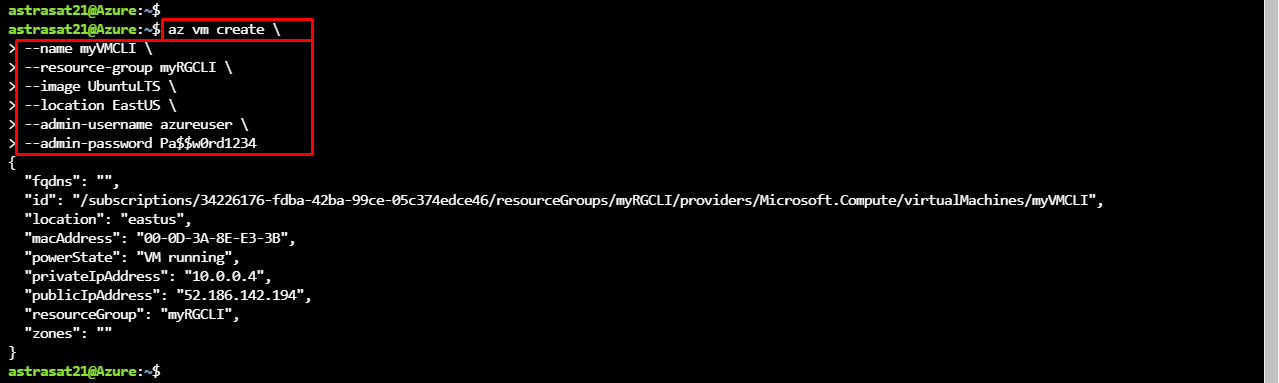 astrasat21@Azure:~$
astrasat21@Azure:~$ az vm create \
> --name myVMCLI \
> --resource-group myRGCLI \
> --image UbuntuLTS \
> --location EastUS \
> --admin-username azureuser \
> --admin-password Pa$$w0rd1234
{
  "fqdns": "",
  "id": "/subscriptions/34226176-fdba-42ba-99ce-05c374edce46/resourceGroups/myRGCLI/providers/Microsoft.Compute/virtualMachines/myVMCLI",
  "location": "eastus",
  "macAddress": "00-0D-3A-8E-E3-3B",
  "powerState": "VM running",
  "privateIpAddress": "10.0.0.4",
  "publicIpAddress": "52.186.142.194",
  "resourceGroup": "myRGCLI",
  "zones": ""
}
astrasat21@Azure:~$